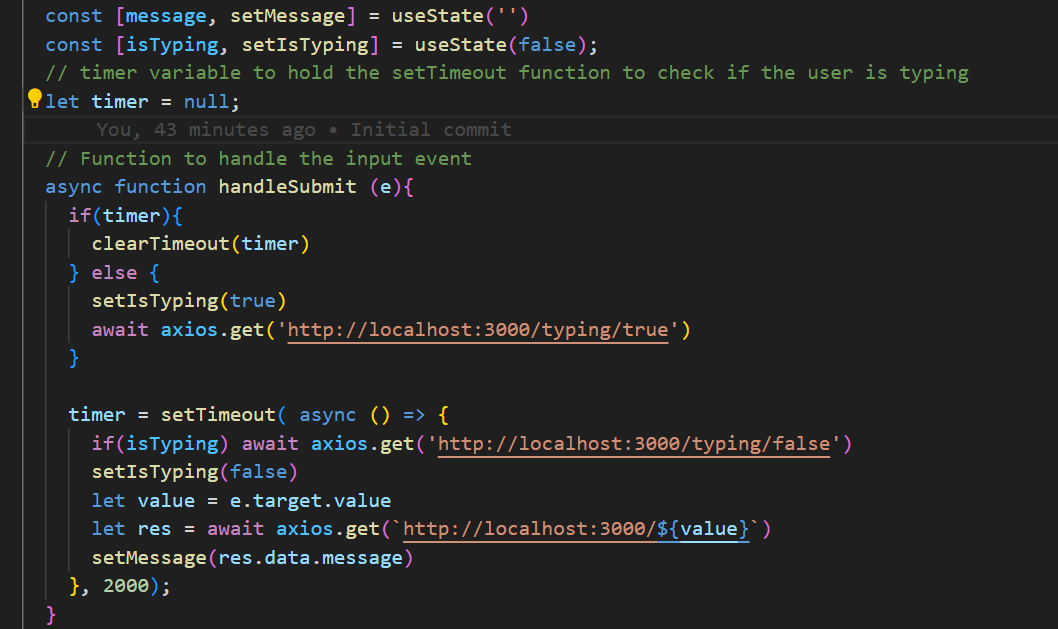 const [message, setMessage] = useState('')
const [isTyping, setIsTyping] = useState(false);
// timer variable to hold the setTimeout function to check if the user is typing
let timer = null;
You, 43 minutes ago • Initial commit
// Function to handle the input event
async function handleSubmit (e){
if(timer){
clearTimeout(timer)
} else {
setIsTyping(true)
await axios.get('http://localhost:3000/typing/true')
}
timer = setTimeout( async () => {
if(isTyping) await axios.get('http://localhost:3000/typing/false')
setIsTyping(false)
let value = e.target.value
let res = await axios.get(`http://localhost:3000/${value}`)
setMessage(res.data.message)
}, 2000);
}